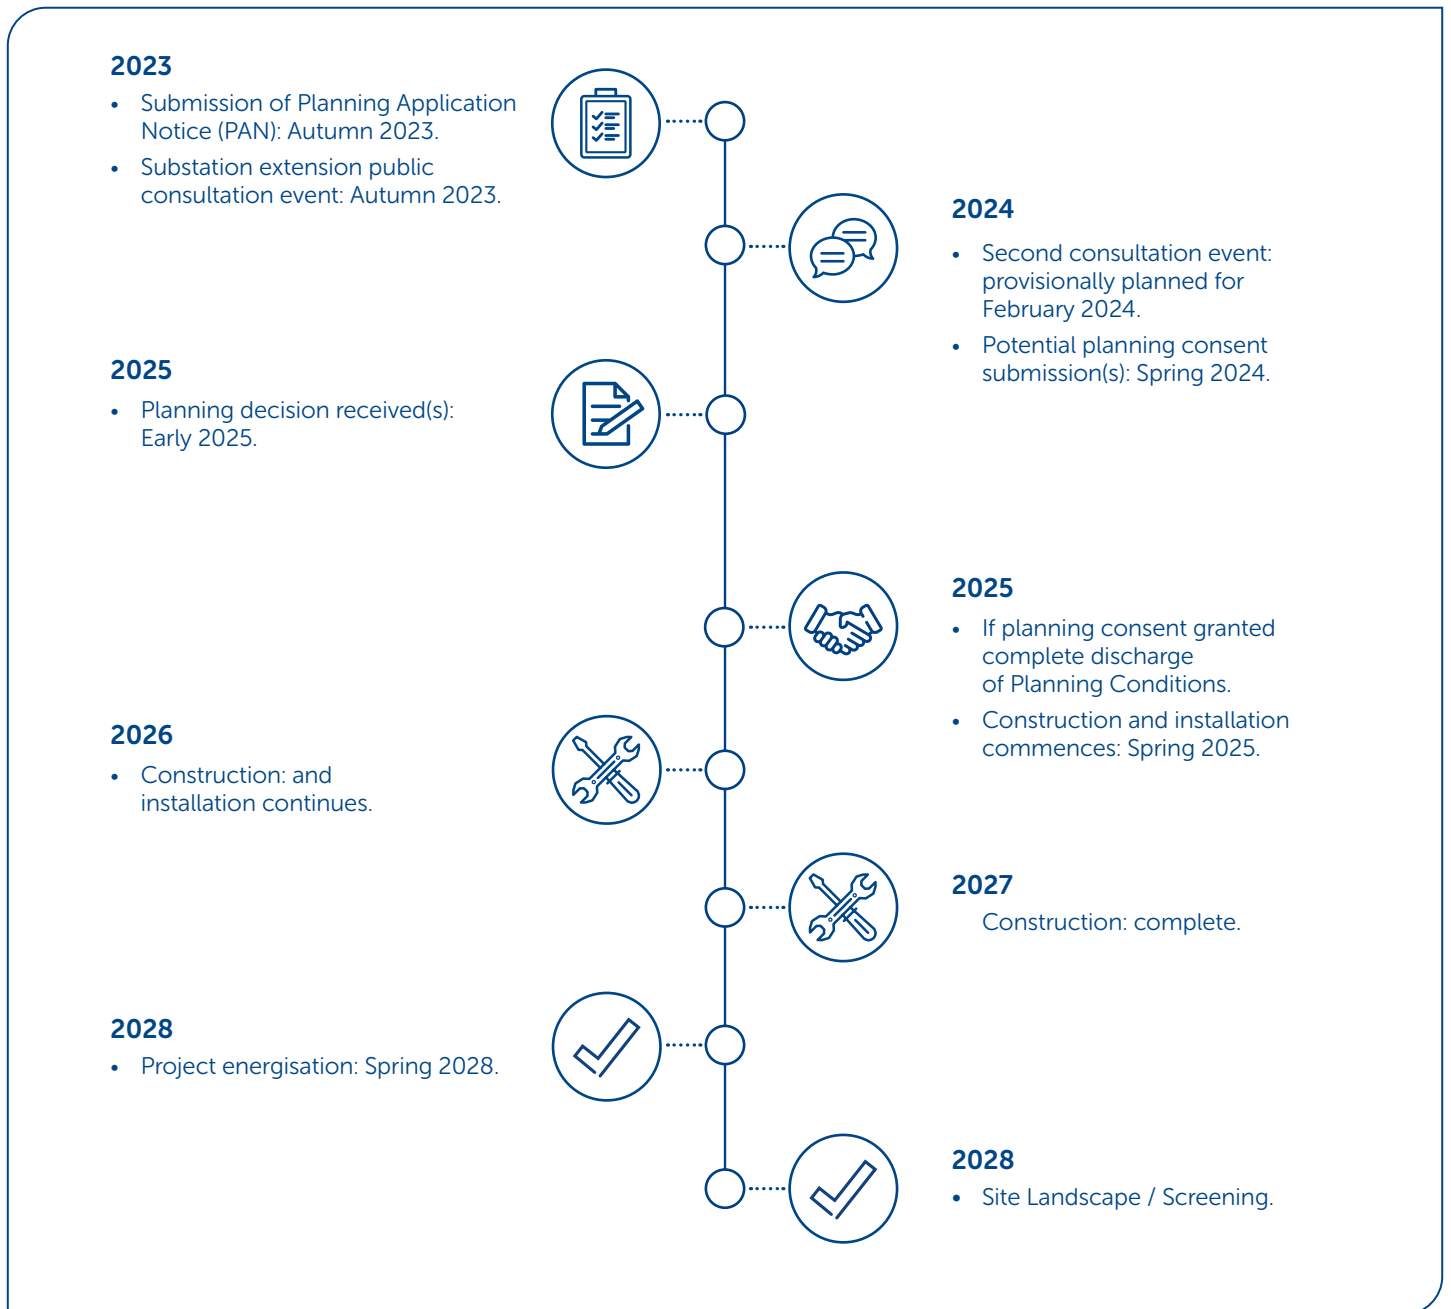 2023
• Submission of Planning Application
Notice (PAN): Autumn 2023.
• Substation extension public
consultation event: Autumn 2023.
2024
• Second consultation event:
provisionally planned for
February 2024.
• Potential planning consent
submission(s): Spring 2024.
2025
• Planning decision received(s):
Early 2025.
2025
• If planning consent granted
complete discharge
of Planning Conditions.
• Construction and installation
commences: Spring 2025.
2026
• Construction: and
installation continues.
2027
Construction: complete.
2028
• Project energisation: Spring 2028.
2028
• Site Landscape / Screening.